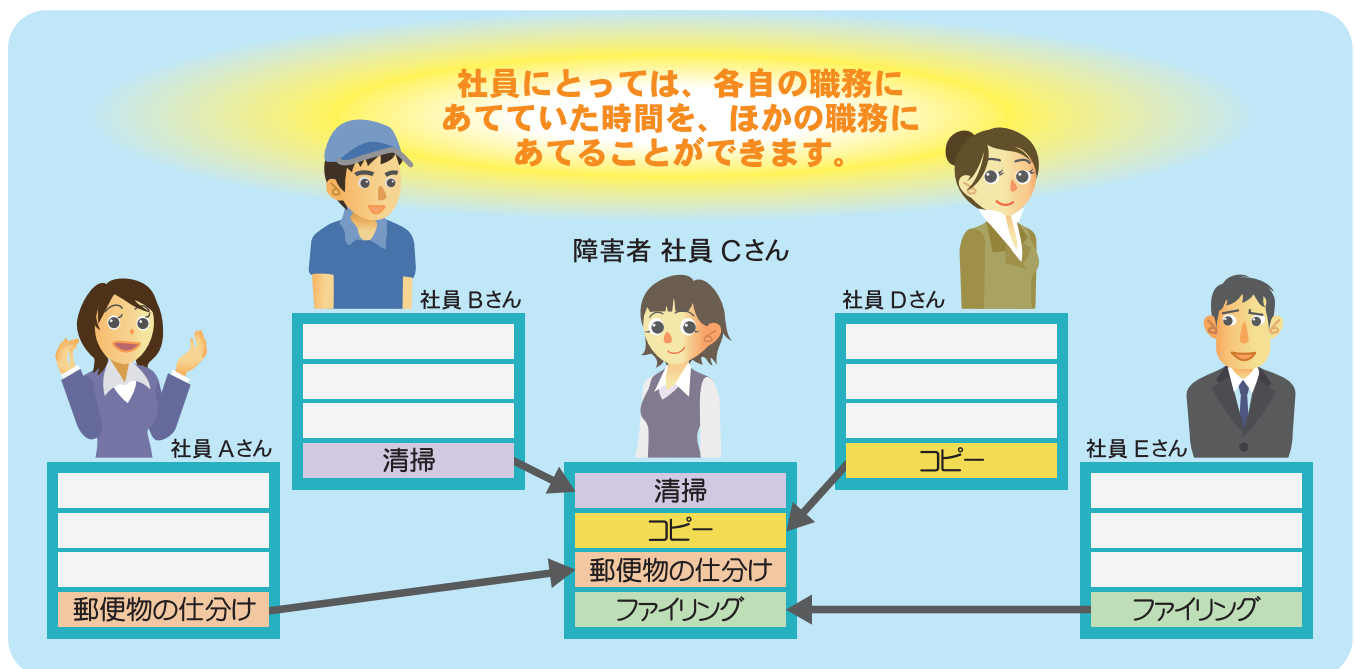 社員にとっては、各自の職務に
あてていた時間を、ほかの職務に
あてることができます。
障害者 社員 Cさん
社員 Bさん
社員 Dさん
社員 Aさん
社員 Eさん
清掃
コピー
清掃
コピー
郵便物の仕分け
ファイリング
郵便物の仕分け
ファイリング